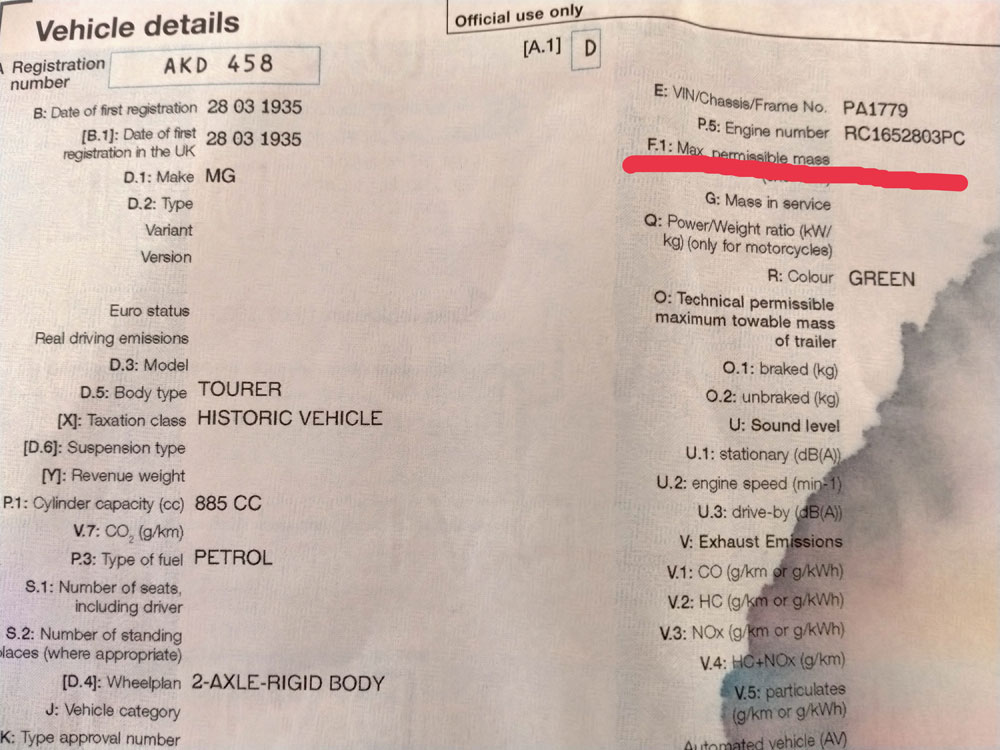 Vehicle details
A Registration number AKD 458
B: Date of first registration 28 03 1935
[B.1]: Date of first
registration in the UK 28 03 1935
D.1: Make MG
D.2: Type
Variant
Version
Euro status
Real driving emissions
D.3: Model
D.5: Body type TOURER
[X]: Taxation class HISTORIC VEHICLE
[D.6]: Suspension type
[Y]: Revenue weight
P.1: Cylinder capacity (cc) 885 CC
V.7: CO2 (g/km)
P.3: Type of fuel PETROL
S.1: Number of seats,
including driver
S.2: Number of standing
places (where appropriate)
[D.4]: Wheelplan 2-AXLE-RIGID BODY
J: Vehicle category
K: Type approval number
Official use only
[A.1] D
E: VIN/Chassis/Frame No. PA1779
P.5: Engine number RC1652803PC
F.1: Max. permissible mass
G: Mass in service
Q: Power/Weight ratio (kW/
kg) (only for motorcycles)
R: Colour GREEN
O: Technical permissible
maximum towable mass
of trailer
O.1: braked (kg)
O.2: unbraked (kg)
U: Sound level
U.1: stationary (dB(A))
U.2: engine speed (min-1)
U.3: drive-by (dB(A))
V: Exhaust Emissions
V.1: CO (g/km or g/kWh)
V.2: HC (g/km or g/kWh)
V.3: NOx (g/km or g/kWh)
V.4: HC+NOx (g/km)
V.5: particulates
(g/km or g/kWh)
Automated vehicle (AV)